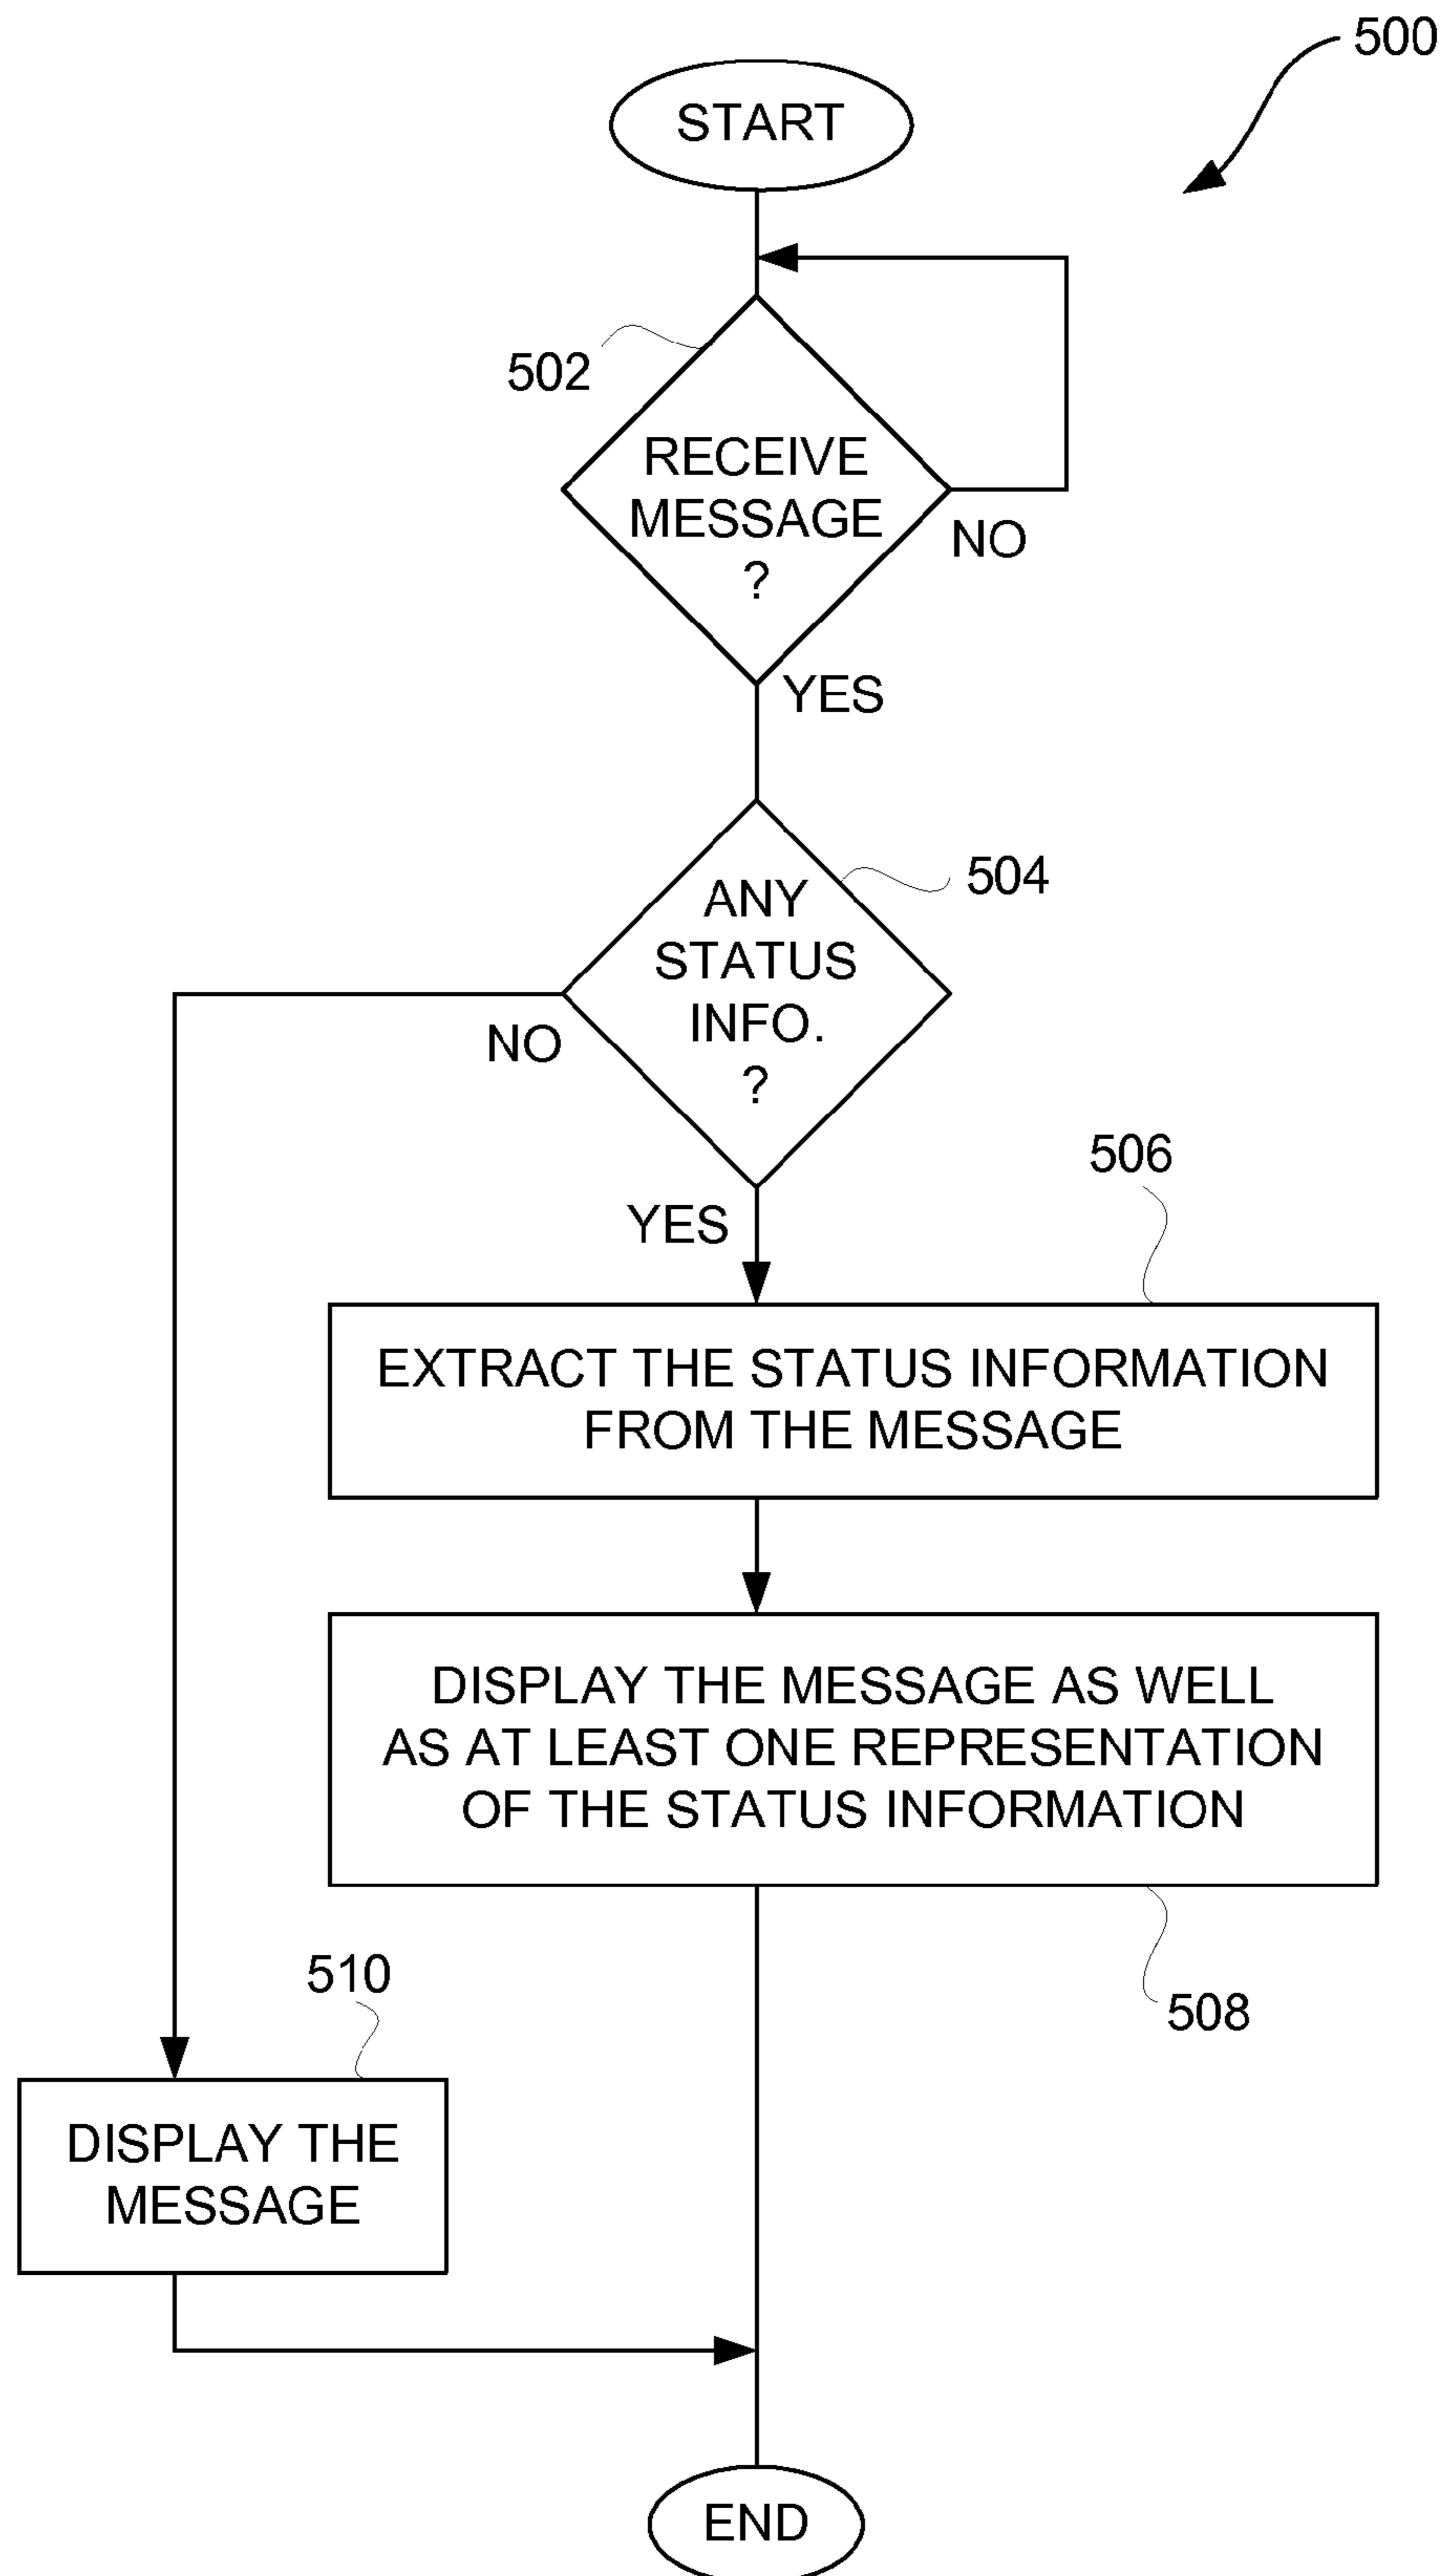 500
START
502
RECEIVE
MESSAGE
?
NO
YES
504
ANY
STATUS
INFO.
?
NO
YES
506
EXTRACT THE STATUS INFORMATION
FROM THE MESSAGE
DISPLAY THE MESSAGE AS WELL
AS AT LEAST ONE REPRESENTATION
OF THE STATUS INFORMATION
508
510
DISPLAY THE
MESSAGE
END